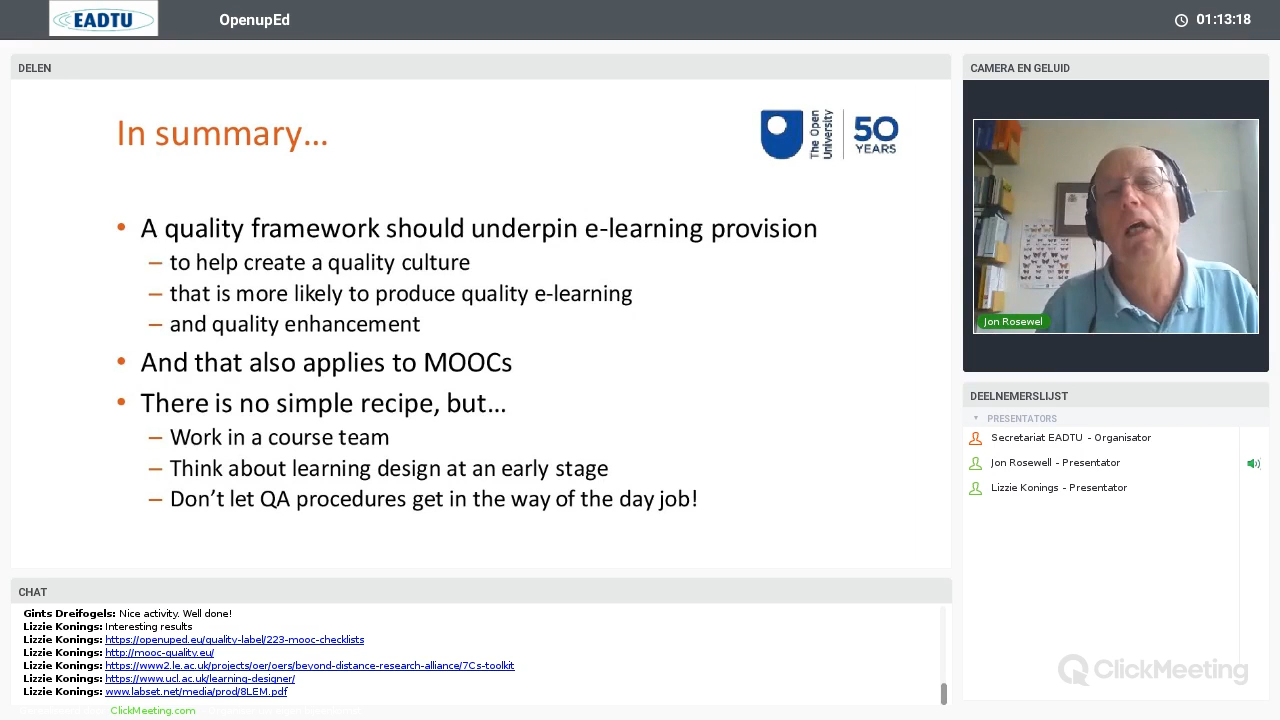 EADTU
OpenupEd
01:13:18
DELEN
In summary…
The Open University
50 YEARS
• A quality framework should underpin e-learning provision
– to help create a quality culture
– that is more likely to produce quality e-learning
– and quality enhancement
• And that also applies to MOOCs
• There is no simple recipe, but…
– Work in a course team
– Think about learning design at an early stage
– Don’t let QA procedures get in the way of the day job!
CAMERA EN GELUID
Jon Rosewel
DEELNEMERSLIJST
PRESENTATORS
Secretariat EADTU - Organisator
Jon Rosewell - Presentator
Lizzie Konings - Presentator
CHAT
Gints Dreifogels: Nice activity. Well done!
Lizzie Konings: Interesting results
Lizzie Konings: https://openuped.eu/quality-label/223-mooc-checklists
Lizzie Konings: http://mooc-quality.eu/
Lizzie Konings: https://www2.le.ac.uk/projects/oer/oers/beyond-distance-research-alliance/7Cs-toolkit
Lizzie Konings: https://www.ucl.ac.uk/learning-designer/
Lizzie Konings: www.labset.net/media/prod/8LEM.pdf
ClickMeeting
ClickMeeting.com